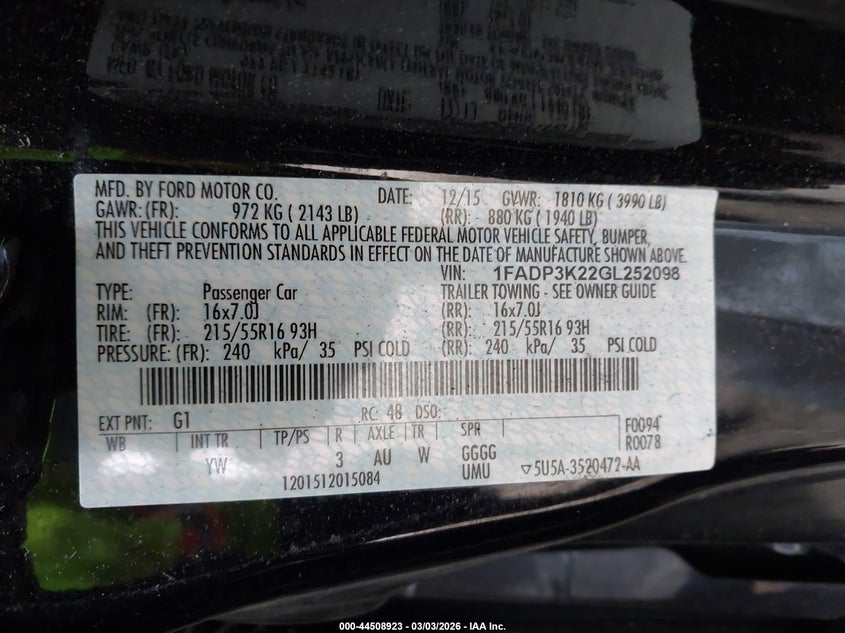 MFD. BY FORD MOTOR CO. DATE: 12/15 GVWR: 1810 KG ( 3990 LB)
GAWR: (FR): 972 KG ( 2143 LB) (RR): 880 KG ( 1940 LB)
THIS VEHICLE CONFORMS TO ALL APPLICABLE FEDERAL MOTOR VEHICLE SAFETY, BUMPER,
AND THEFT PREVENTION STANDARDS IN EFFECT ON THE DATE OF MANUFACTURE SHOWN ABOVE.
VIN: 1FADP3K22GL252098
TYPE: Passenger Car TRAILER TOWING - SEE OWNER GUIDE
RIM: (FR): 16x7.0J (RR): 16x7.0J
TIRE: (FR): 215/55R16 93H (RR): 215/55R16 93H
PRESSURE: (FR): 240 kPa/ 35 PSI COLD (RR): 240 kPa/ 35 PSI COLD
EXT PNT: G1 RC: 48 DSO: F0094
WB INT TR TP/PS R AXLE TR SPR R0078
YW 3 AU W GGGG
UMU ▽5U5A-3520472-AA
1201512015084
000-44508923 - 03/03/2026 - IAA Inc.